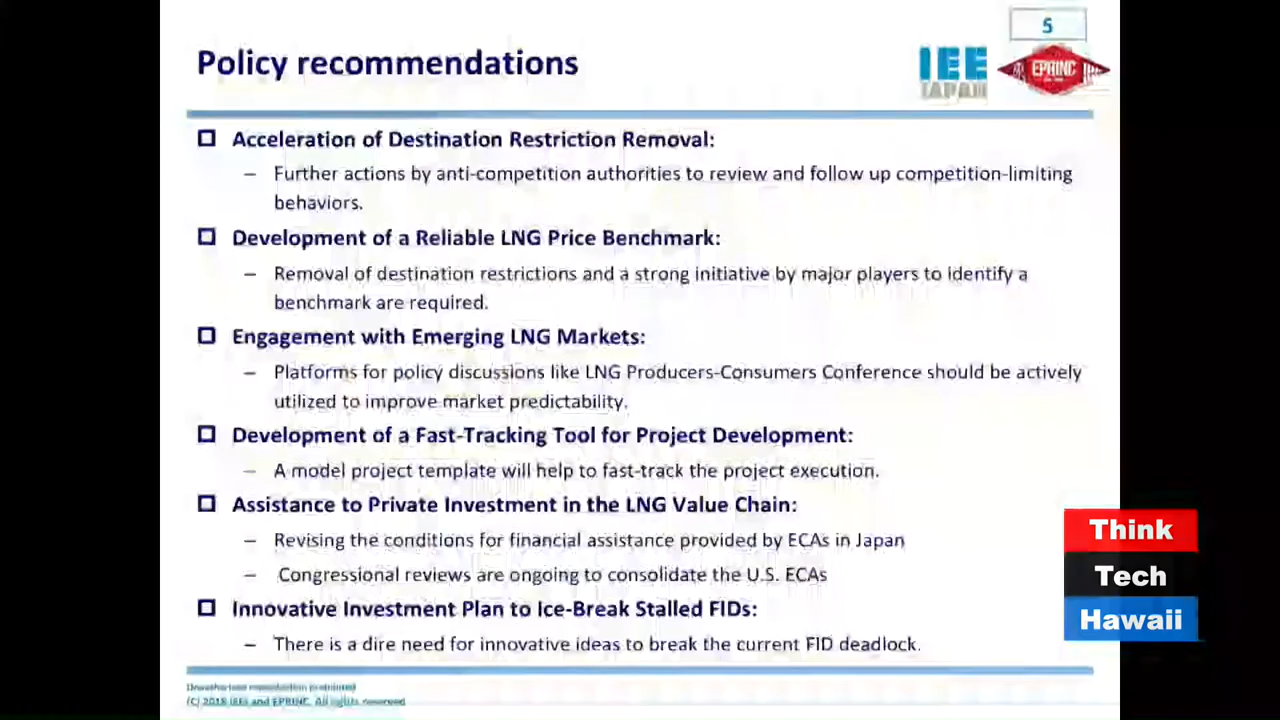 5
Policy recommendations
IEE
JAPAN
EPRINC
Acceleration of Destination Restriction Removal:
– Further actions by anti-competition authorities to review and follow up competition-limiting
behaviors.
Development of a Reliable LNG Price Benchmark:
– Removal of destination restrictions and a strong initiative by major players to identify a
benchmark are required.
Engagement with Emerging LNG Markets:
– Platforms for policy discussions like LNG Producers-Consumers Conference should be actively
utilized to improve market predictability.
Development of a Fast-Tracking Tool for Project Development:
– A model project template will help to fast-track the project execution.
Assistance to Private Investment in the LNG Value Chain:
– Revising the conditions for financial assistance provided by ECAs in Japan
– Congressional reviews are ongoing to consolidate the U.S. ECAs
Innovative Investment Plan to Ice-Break Stalled FIDs:
– There is a dire need for innovative ideas to break the current FID deadlock.
Think
Tech
Hawaii
Unauthorized reproduction prohibited
(C) 2018 IEEJ and EPRINC. All rights reserved